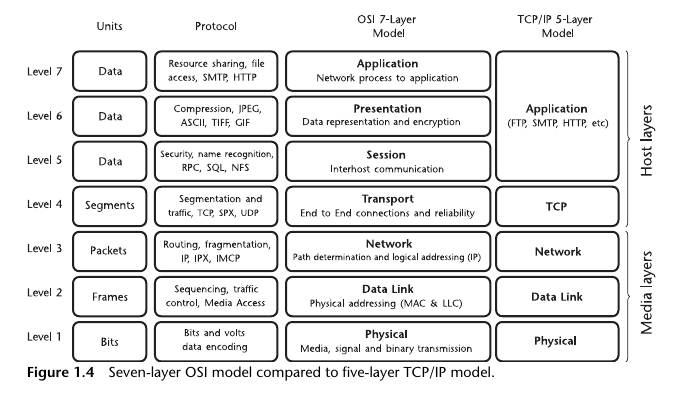 Units
Protocol
OSI 7-Layer
Model
TCP/IP 5-Layer
Model
Level 7
Data
Resource sharing, file
access, SMTP, HTTP
Application
Network process to application
Level 6
Data
Compression, JPEG,
ASCII, TIFF, GIF
Presentation
Data representation and encryption
Application
(FTP, SMTP, HTTP, etc)
Level 5
Data
Security, name recognition,
RPC, SQL, NFS
Session
Interhost communication
Level 4
Segments
Segmentation and
traffic, TCP, SPX, UDP
Transport
End to End connections and reliability
TCP
Host layers
Level 3
Packets
Routing, fragmentation,
IP, IPX, IMCP
Network
Path determination and logical addressing (IP)
Network
Level 2
Frames
Sequencing, traffic
control, Media Access
Data Link
Physical addressing (MAC & LLC)
Data Link
Level 1
Bits
Bits and volts
data encoding
Physical
Media, signal and binary transmission
Physical
Media layers
Figure 1.4 Seven-layer OSI model compared to five-layer TCP/IP model.